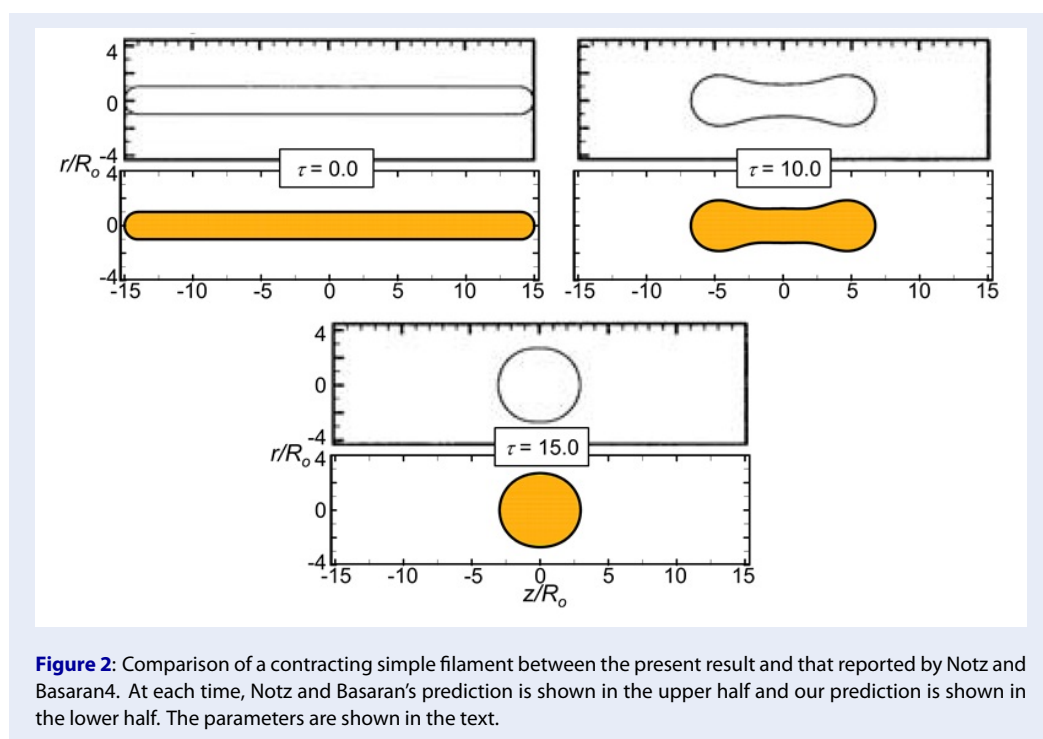 4
0
-4
r/Ro
τ = 0.0
τ = 10.0
4
0
-4
-15 -10 -5 0 5 10 15
-15 -10 -5 0 5 10 15
4
0
-4
r/Ro
τ = 15.0
4
0
-4
-15 -10 -5 0 5 10 15
z/Ro
Figure 2: Comparison of a contracting simple filament between the present result and that reported by Notz and
Basaran4. At each time, Notz and Basaran's prediction is shown in the upper half and our prediction is shown in
the lower half. The parameters are shown in the text.